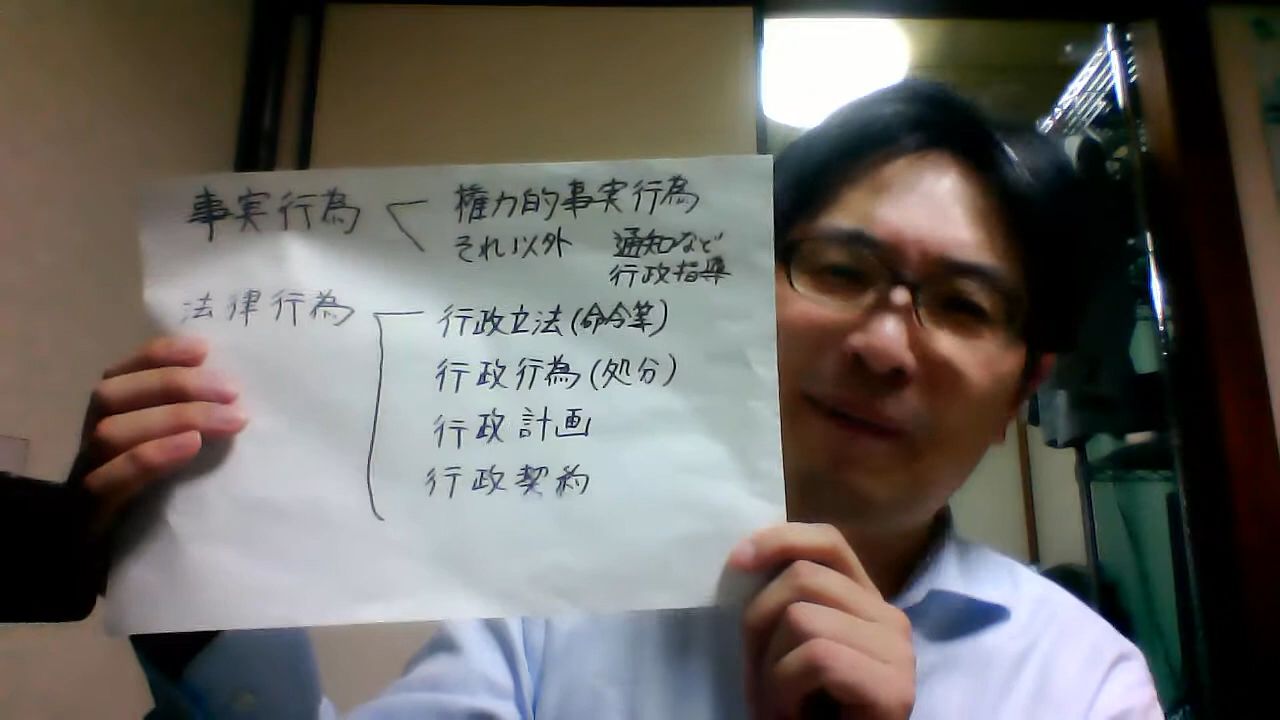 事実行為 権力的事実行為
それ以外 通知など
行政指導
法律行為 行政立法(命令等)
行政行為(処分)
行政計画
行政契約